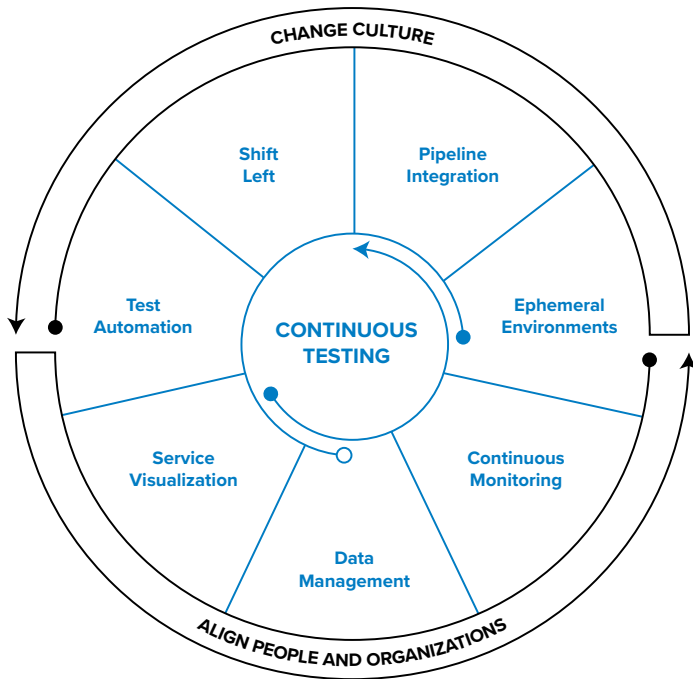 CHANGE CULTURE
Shift
Left
Pipeline
Integration
Test
Automation
CONTINUOUS
TESTING
Ephemeral
Environments
Service
Visualization
Continuous
Monitoring
Data
Management
ALIGN PEOPLE AND ORGANIZATIONS